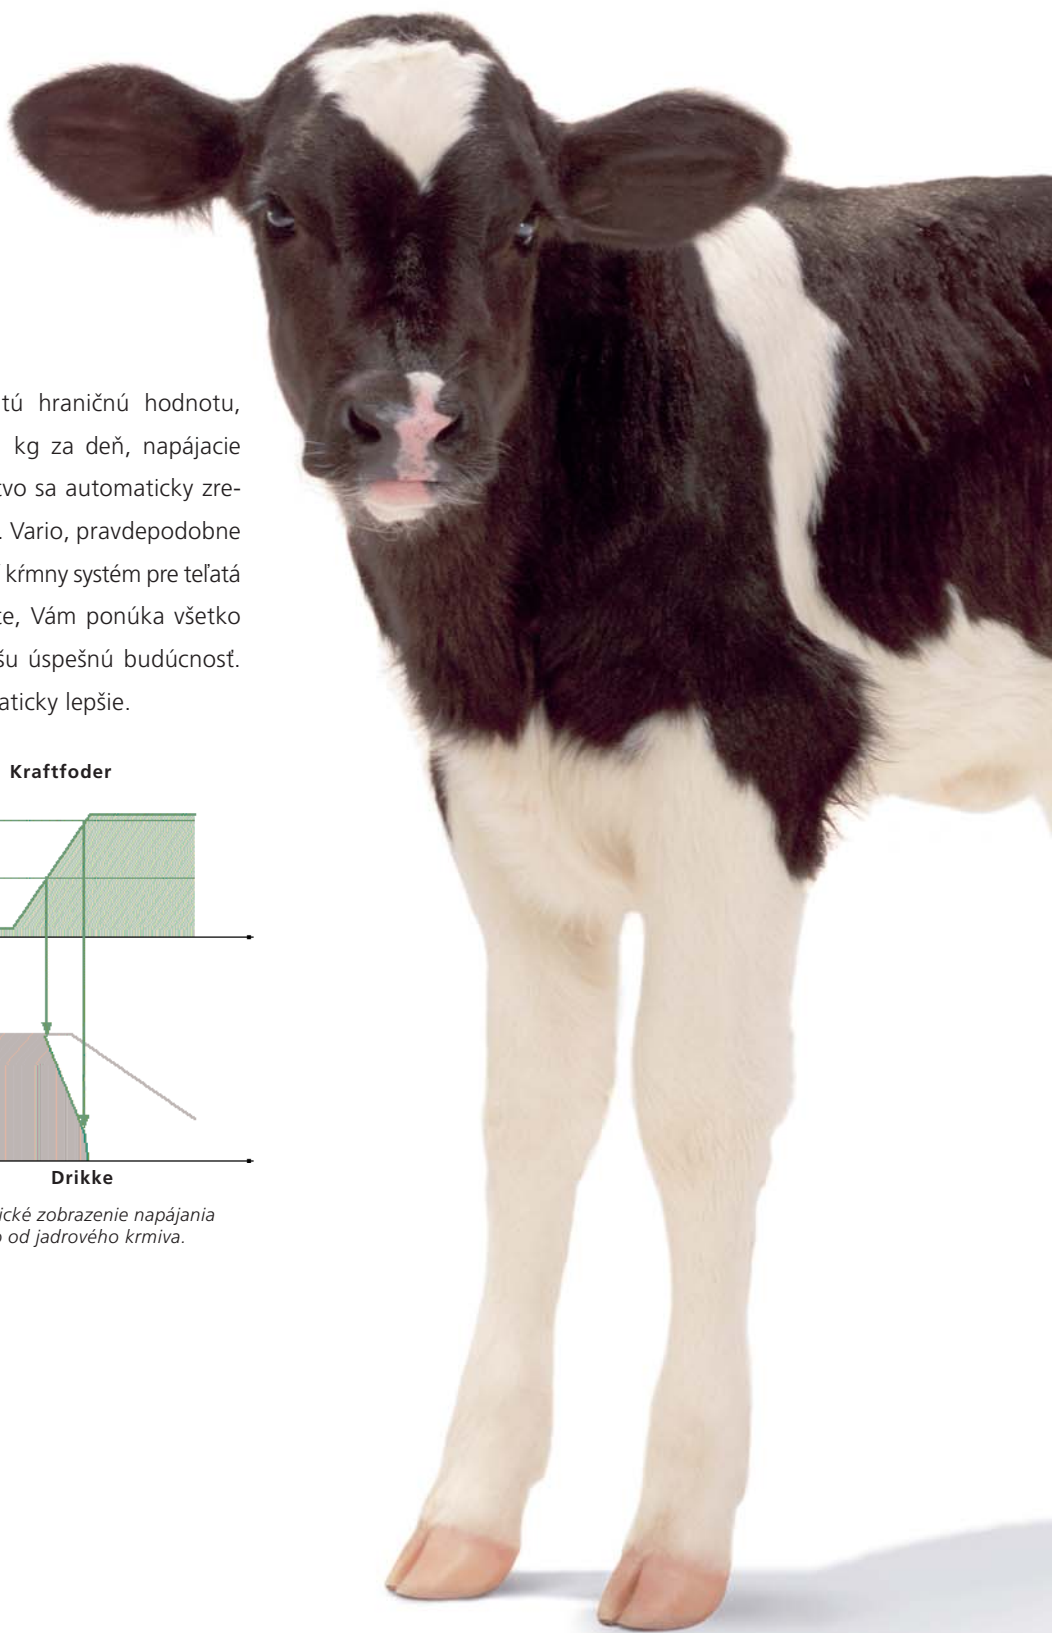 tú hraničnú hodnotu,
kg za deň, napájacie
tvo sa automaticky zre-
. Vario, pravdepodobne
kŕmny systém pre teľatá
te, Vám ponúka všetko
šu úspešnú budúcnosť.
aticky lepšie.
Kraftfoder
Drikke
ické zobrazenie napájania
o od jadrového krmiva.